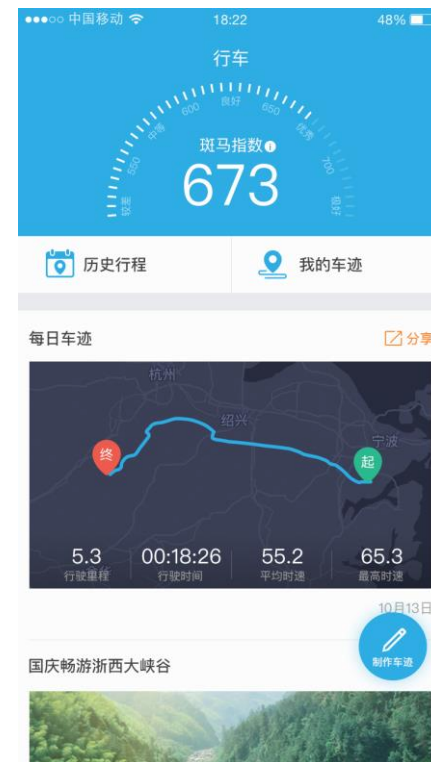 中国移动 18:22 48%
行车
较差 550 中等 600 良好 650 优秀 700 极好
斑马指数
673
历史行程 我的车迹
每日车迹 分享
杭州
绍兴
宁波
终 起
5.3 00:18:26 55.2 65.3
行驶里程 行驶时间 平均时速 最高时速
10月13日
制作车迹
国庆畅游浙西大峡谷